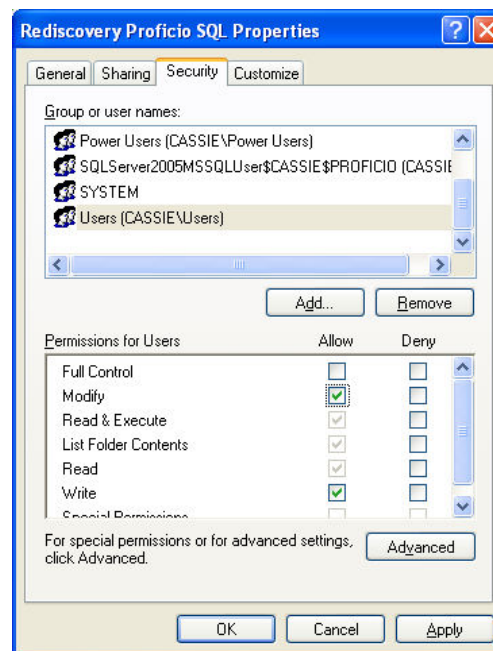 Rediscovery Proficio SQL Properties
General Sharing Security Customize
Group or user names:
Power Users (CASSIE\Power Users)
SQLServer2005MSSQLUser$CASSIE$PROFICIO (CASSIE
SYSTEM
Users (CASSIE\Users)
Add... Remove
Permissions for Users Allow Deny
Full Control
Modify
Read & Execute
List Folder Contents
Read
Write
Special Permissions
For special permissions or for advanced settings, Advanced
click Advanced.
OK Cancel Apply